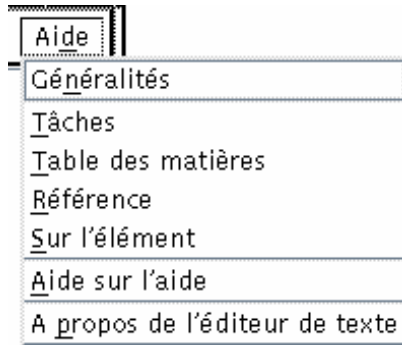 Aide
Généralités
Tâches
Table des matières
Référence
Sur l'élément
Aide sur l'aide
A propos de l'éditeur de texte